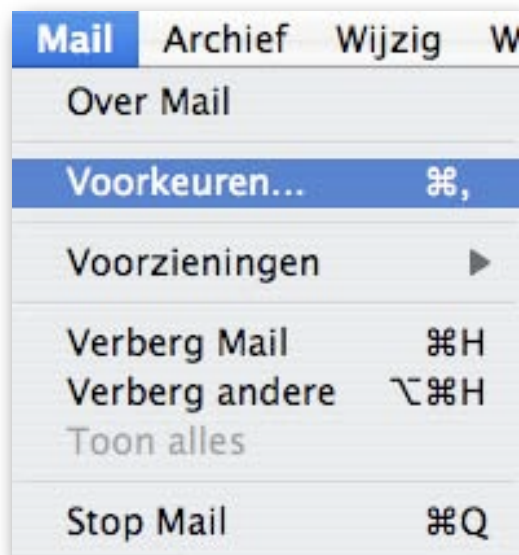 Mail Archief Wijzig W
Over Mail
Voorkeuren... ⌘,
Voorzieningen ▶
Verberg Mail ⌘H
Verberg andere ⌥⌘H
Toon alles
Stop Mail ⌘Q